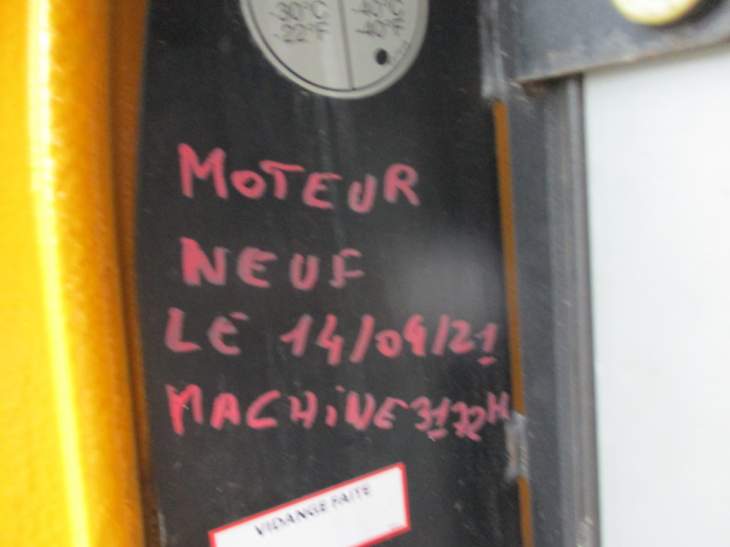 -30°C -40°C
-22°F -40°F
MOTEUR
NEUF
LE 14/09/21
MACHINE 3172H
VIDANGE FAITE